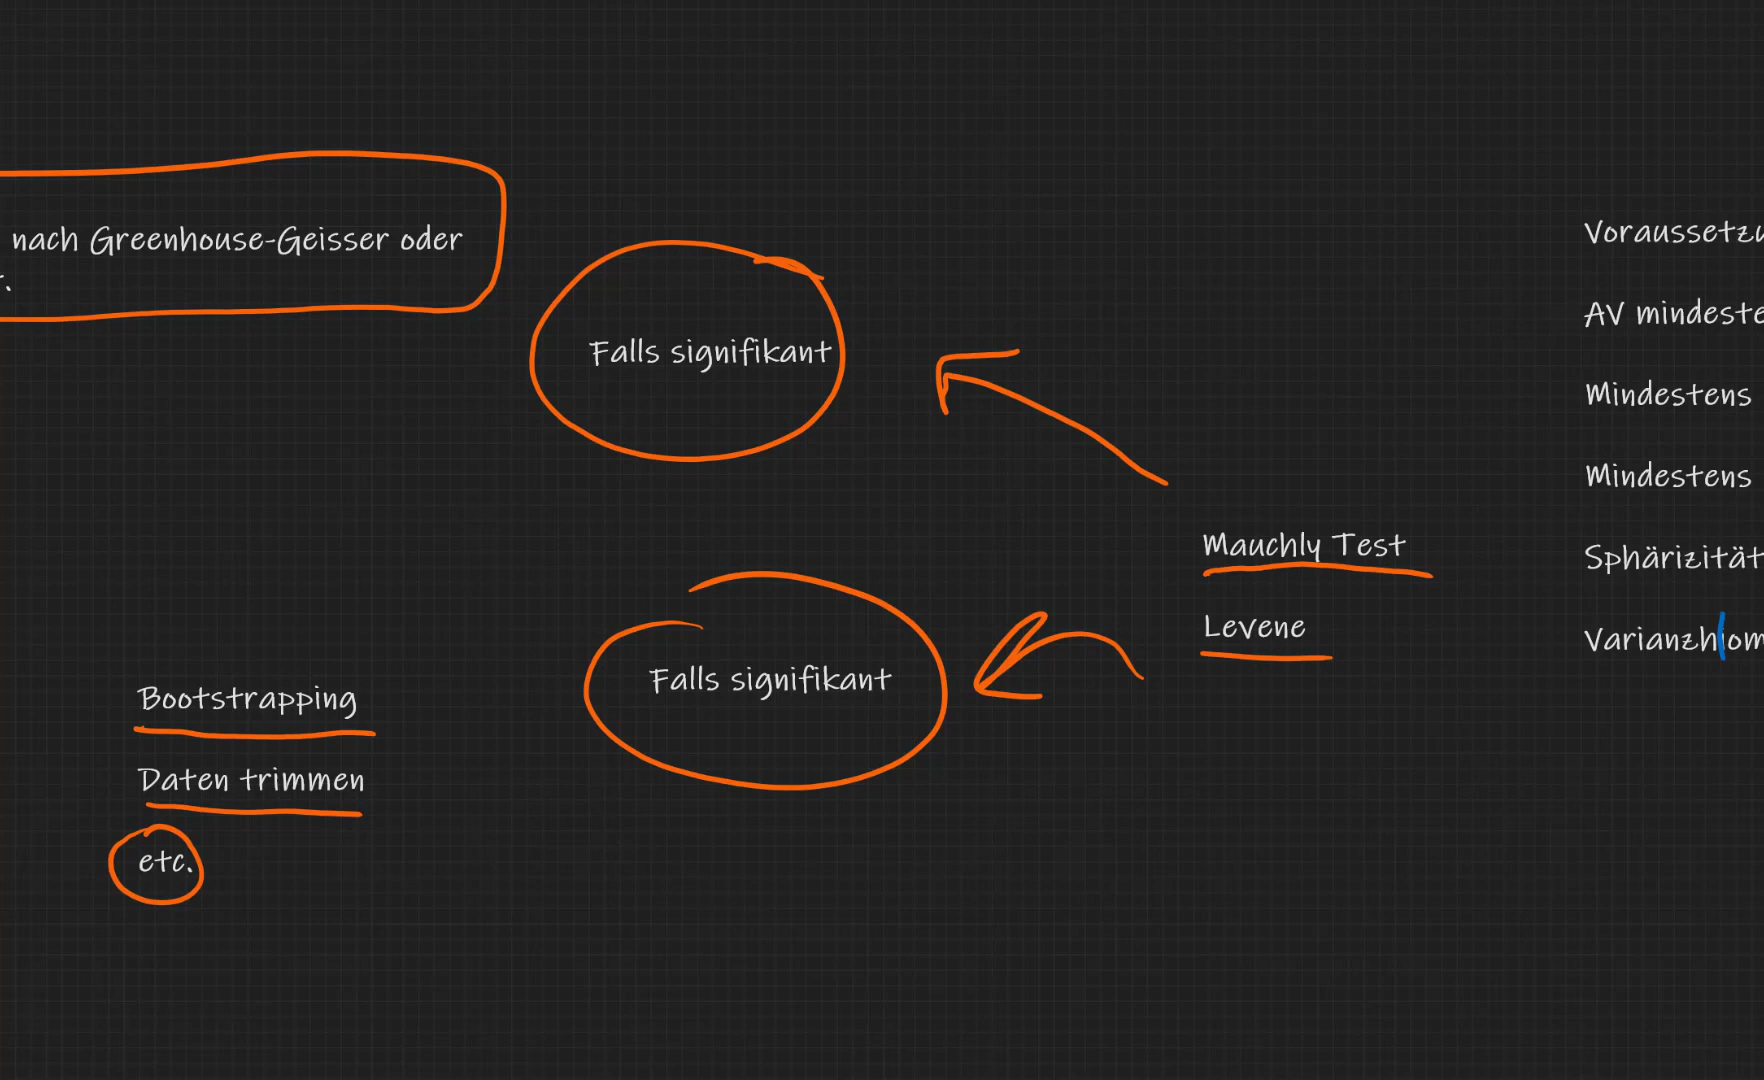 nach Greenhouse-Geisser oder
Falls signifikant
Mauchly Test
Levene
Falls signifikant
Bootstrapping
Daten trimmen
etc.
Voraussetzu
AV mindeste
Mindestens
Mindestens
Sphärizität
Varianzhom